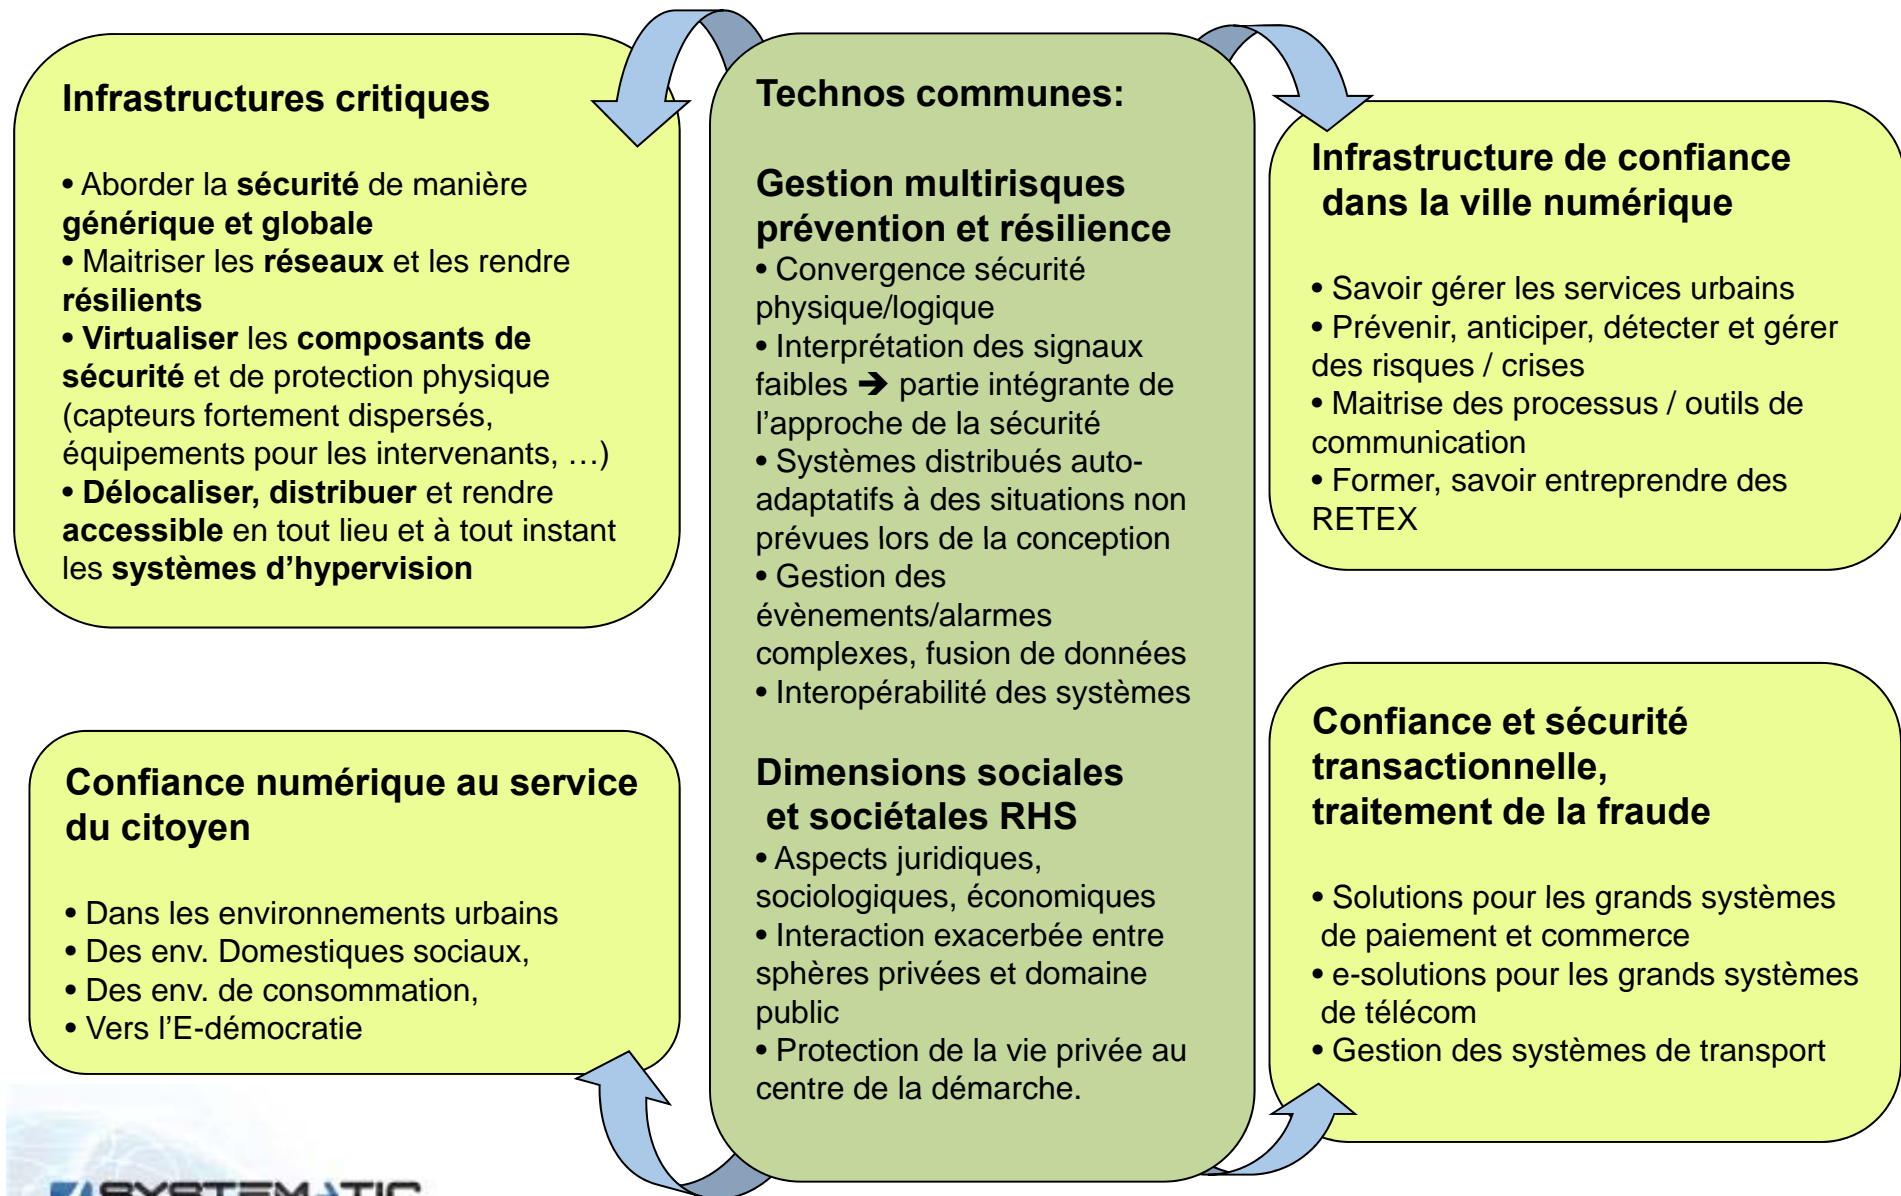 Infrastructures critiques
• Aborder la sécurité de manière
générique et globale
• Maitriser les réseaux et les rendre
résilients
• Virtualiser les composants de
sécurité et de protection physique
(capteurs fortement dispersés,
équipements pour les intervenants, …)
• Délocaliser, distribuer et rendre
accessible en tout lieu et à tout instant
les systèmes d’hypervision
Confiance numérique au service
du citoyen
• Dans les environnements urbains
• Des env. Domestiques sociaux,
• Des env. de consommation,
• Vers l’E-démocratie
Technos communes:
Gestion multirisques
prévention et résilience
• Convergence sécurité
physique/logique
• Interprétation des signaux
faibles ➔ partie intégrante de
l’approche de la sécurité
• Systèmes distribués auto-
adaptatifs à des situations non
prévues lors de la conception
• Gestion des
évènements/alarmes
complexes, fusion de données
• Interopérabilité des systèmes
Dimensions sociales
et sociétales RHS
• Aspects juridiques,
sociologiques, économiques
• Interaction exacerbée entre
sphères privées et domaine
public
• Protection de la vie privée au
centre de la démarche.
Infrastructure de confiance
dans la ville numérique
• Savoir gérer les services urbains
• Prévenir, anticiper, détecter et gérer
des risques / crises
• Maitrise des processus / outils de
communication
• Former, savoir entreprendre des
RETEX
Confiance et sécurité
transactionnelle,
traitement de la fraude
• Solutions pour les grands systèmes
de paiement et commerce
• e-solutions pour les grands systèmes
de télécom
• Gestion des systèmes de transport
SYSTEMATIC